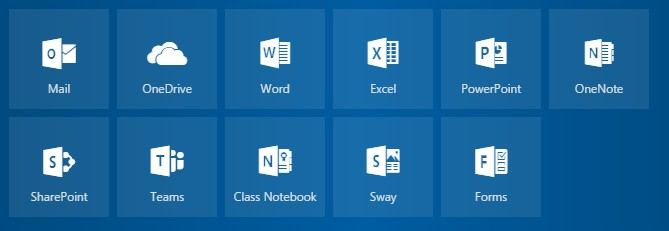 Mail
OneDrive
Word
Excel
PowerPoint
OneNote
SharePoint
Teams
Class Notebook
Sway
Forms